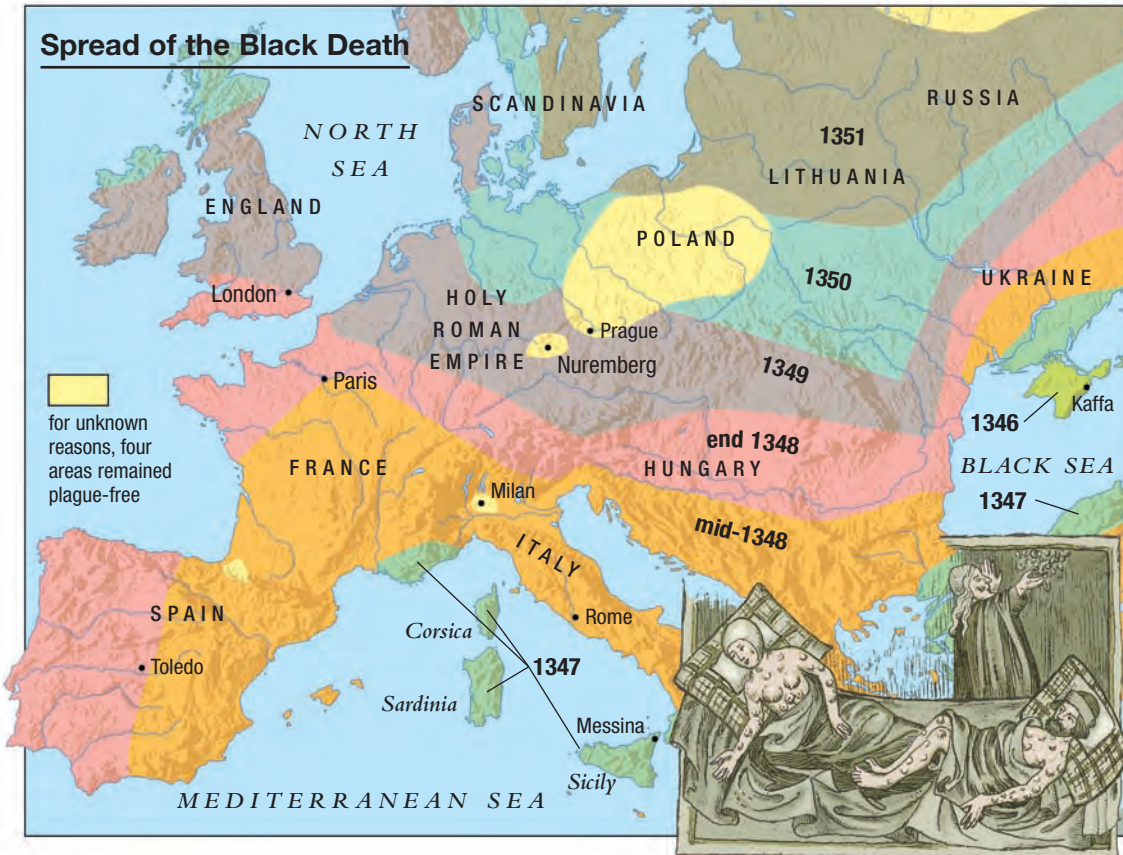 Spread of the Black Death
SCANDINAVIA
RUSSIA
NORTH
SEA
1351
LITHUANIA
ENGLAND
POLAND
London
HOLY
ROMAN
EMPIRE
1350
UKRAINE
Prague
Nuremberg
Paris
1349
Kaffa
1346
for unknown
reasons, four
areas remained
plague-free
end 1348
HUNGARY
BLACK SEA
FRANCE
Milan
1347
mid-1348
ITALY
SPAIN
Rome
Corsica
Toledo
1347
Sardinia
Messina
Sicily
MEDITERRANEAN SEA